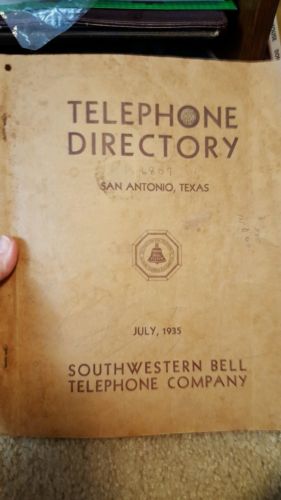 TELEPHONE
DIRECTORY
SAN ANTONIO, TEXAS
JULY, 1935
SOUTHWESTERN BELL
TELEPHONE COMPANY